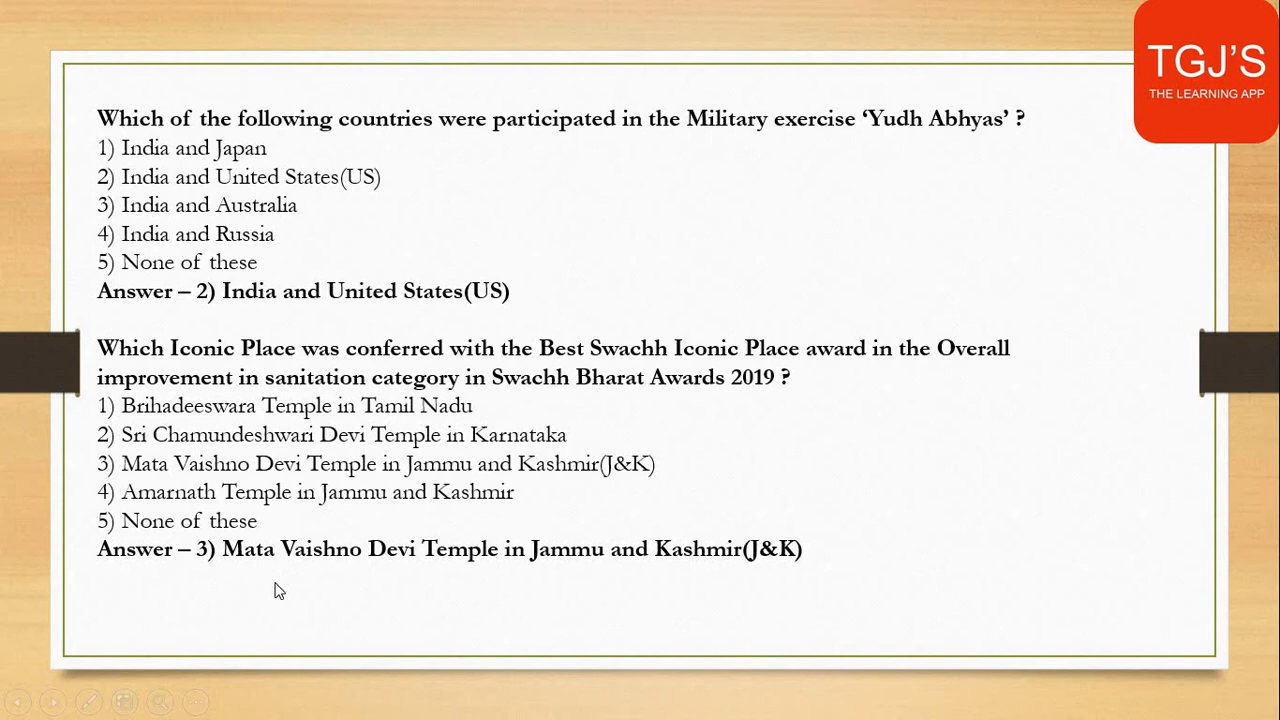 TGJ'S
THE LEARNING APP
Which of the following countries were participated in the Military exercise ‘Yudh Abhyas’ ?
1) India and Japan
2) India and United States(US)
3) India and Australia
4) India and Russia
5) None of these
Answer – 2) India and United States(US)
Which Iconic Place was conferred with the Best Swachh Iconic Place award in the Overall
improvement in sanitation category in Swachh Bharat Awards 2019 ?
1) Brihadeeswara Temple in Tamil Nadu
2) Sri Chamundeshwari Devi Temple in Karnataka
3) Mata Vaishno Devi Temple in Jammu and Kashmir(J&K)
4) Amarnath Temple in Jammu and Kashmir
5) None of these
Answer – 3) Mata Vaishno Devi Temple in Jammu and Kashmir(J&K)